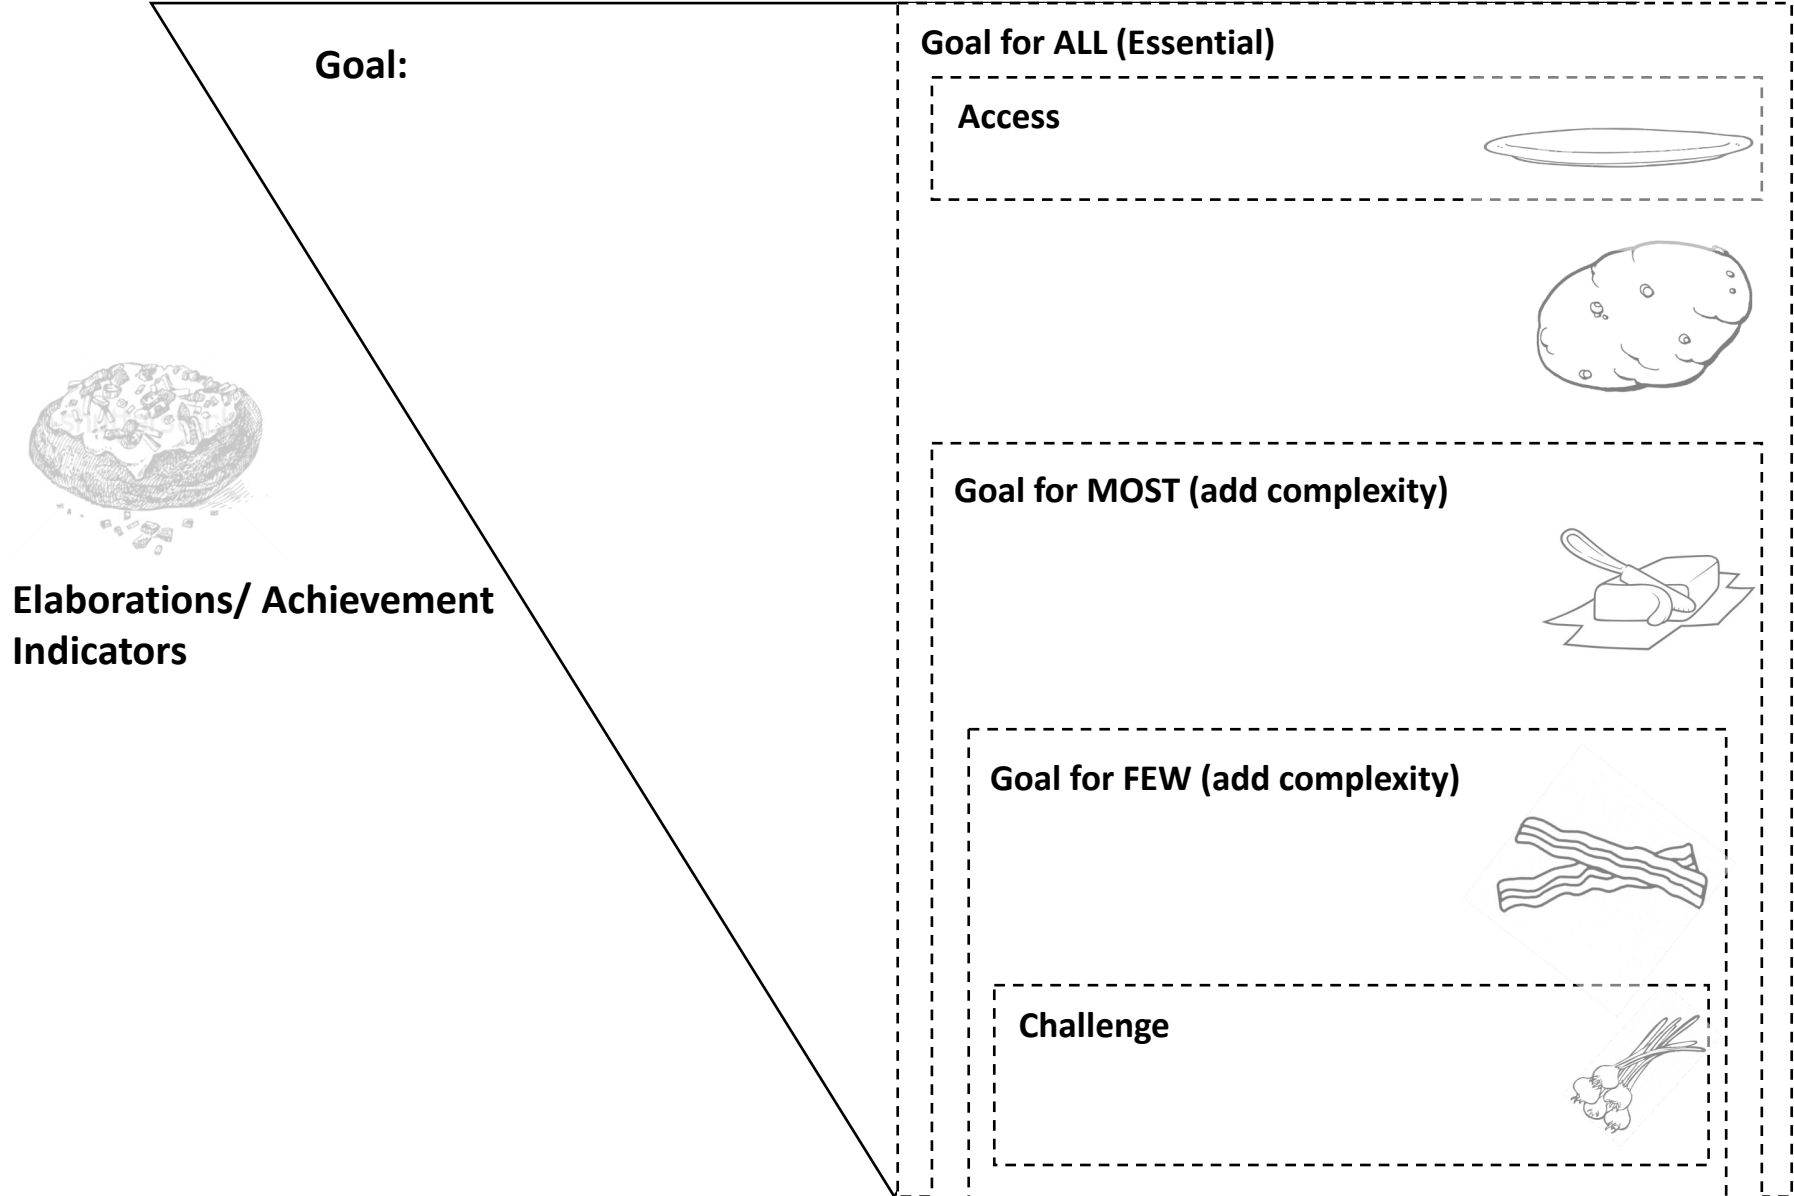 Goal:
Goal for ALL (Essential)
Access
Goal for MOST (add complexity)
Elaborations/ Achievement
Indicators
Goal for FEW (add complexity)
Challenge